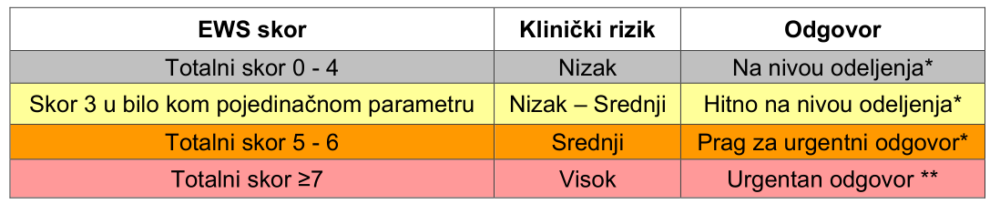 EWS skor Klinički rizik Odgovor
Totalni skor 0 - 4 Nizak Na nivou odeljenja*
Skor 3 u bilo kom pojedinačnom parametru Nizak – Srednji Hitno na nivou odeljenja*
Totalni skor 5 - 6 Srednji Prag za urgentni odgovor*
Totalni skor ≥7 Visok Urgentan odgovor **